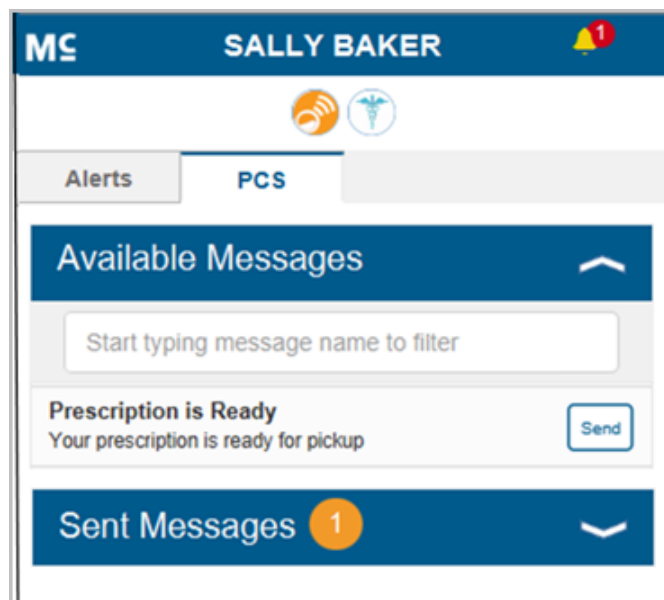 Mc SALLY BAKER 1
Alerts PCS
Available Messages
Start typing message name to filter
Prescription is Ready
Your prescription is ready for pickup
Send
Sent Messages 1